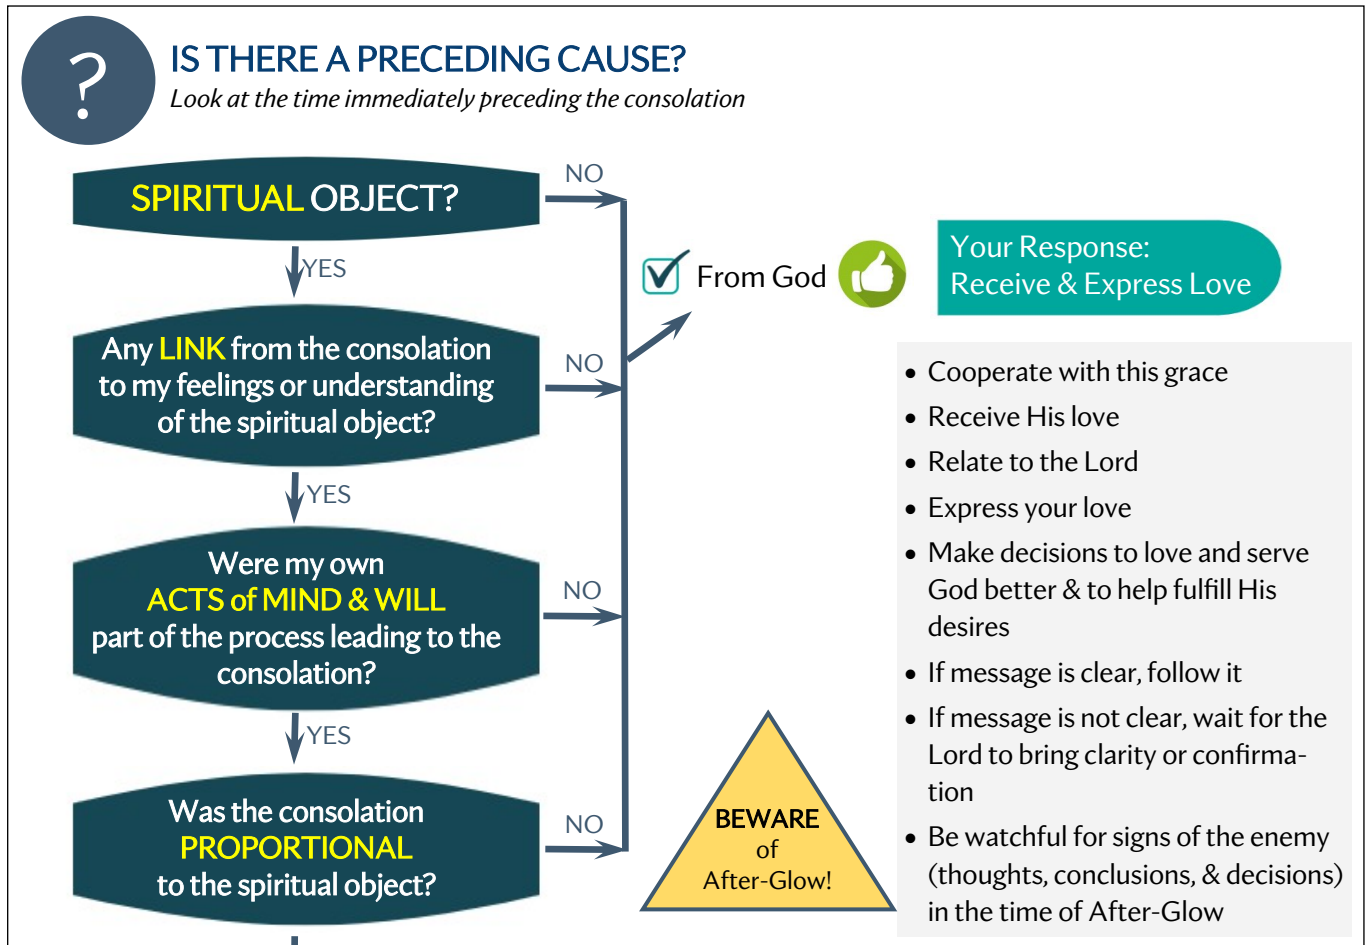 ?
IS THERE A PRECEDING CAUSE?
Look at the time immediately preceding the consolation
SPIRITUAL OBJECT?
NO
YES
From God
Your Response:
Receive & Express Love
Any LINK from the consolation
to my feelings or understanding
of the spiritual object?
NO
YES
Were my own
ACTS of MIND & WILL
part of the process leading to the
consolation?
NO
YES
Was the consolation
PROPORTIONAL
to the spiritual object?
NO
BEWARE
of
After-Glow!
• Cooperate with this grace
• Receive His love
• Relate to the Lord
• Express your love
• Make decisions to love and serve
God better & to help fulfill His
desires
• If message is clear, follow it
• If message is not clear, wait for the
Lord to bring clarity or confirma-
tion
• Be watchful for signs of the enemy
(thoughts, conclusions, & decisions)
in the time of After-Glow